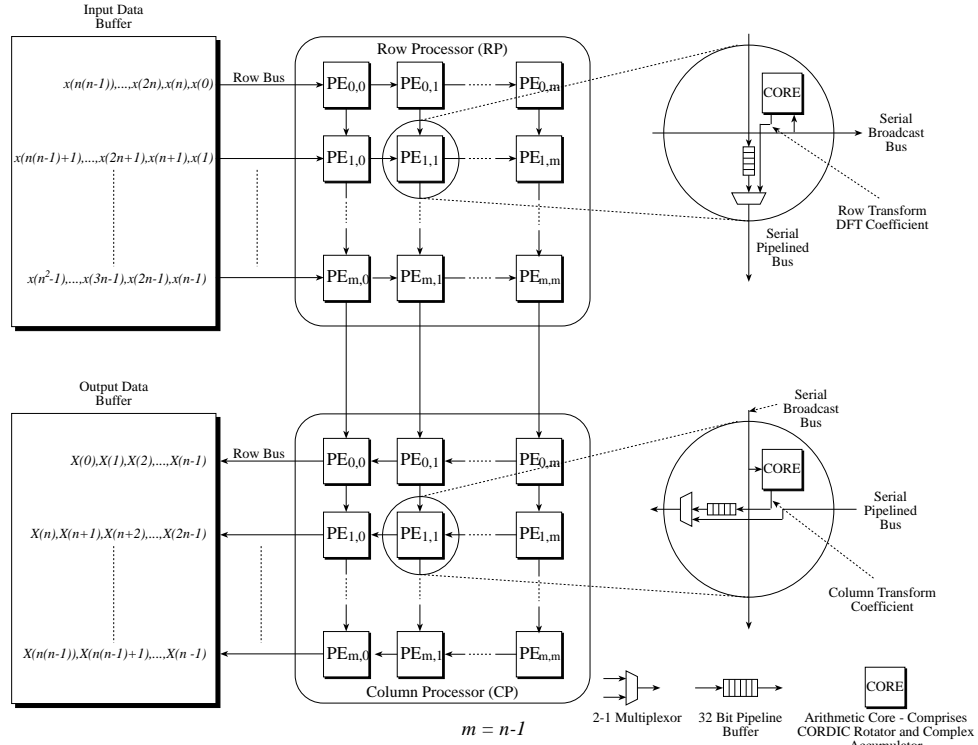 Input Data
Buffer
x(n(n-1)),...,x(2n),x(n),x(0)
x(n(n-1)+1),...,x(2n+1),x(n+1),x(1)
x(n²-1),...,x(3n-1),x(2n-1),x(n-1)
Row Bus
Row Processor (RP)
PE0,0
PE0,1
PE0,m
PE1,0
PE1,1
PE1,m
PEm,0
PEm,1
PEm,m
CORE
Serial
Broadcast
Bus
Row Transform
DFT Coefficient
Serial
Pipelined
Bus
Output Data
Buffer
X(0),X(1),X(2),...,X(n-1)
X(n),X(n+1),X(n+2),...,X(2n-1)
X(n(n-1)),X(n(n-1)+1),...,X(n -1)
Row Bus
PE0,0
PE0,1
PE0,m
PE1,0
PE1,1
PE1,m
PEm,0
PEm,1
PEm,m
Column Processor (CP)
Serial
Broadcast
Bus
CORE
Serial
Pipelined
Bus
Column Transform
Coefficient
m = n-1
2-1 Multiplexor
32 Bit Pipeline
Buffer
CORE
Arithmetic Core - Comprises
CORDIC Rotator and Complex
Accumulator